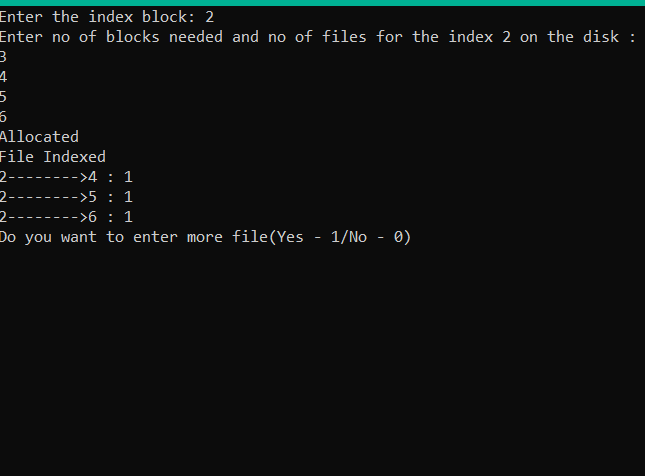 Enter the index block: 2
Enter no of blocks needed and no of files for the index 2 on the disk :
3
4
5
6
Allocated
File Indexed
2-------->4 : 1
2-------->5 : 1
2-------->6 : 1
Do you want to enter more file(Yes - 1/No - 0)